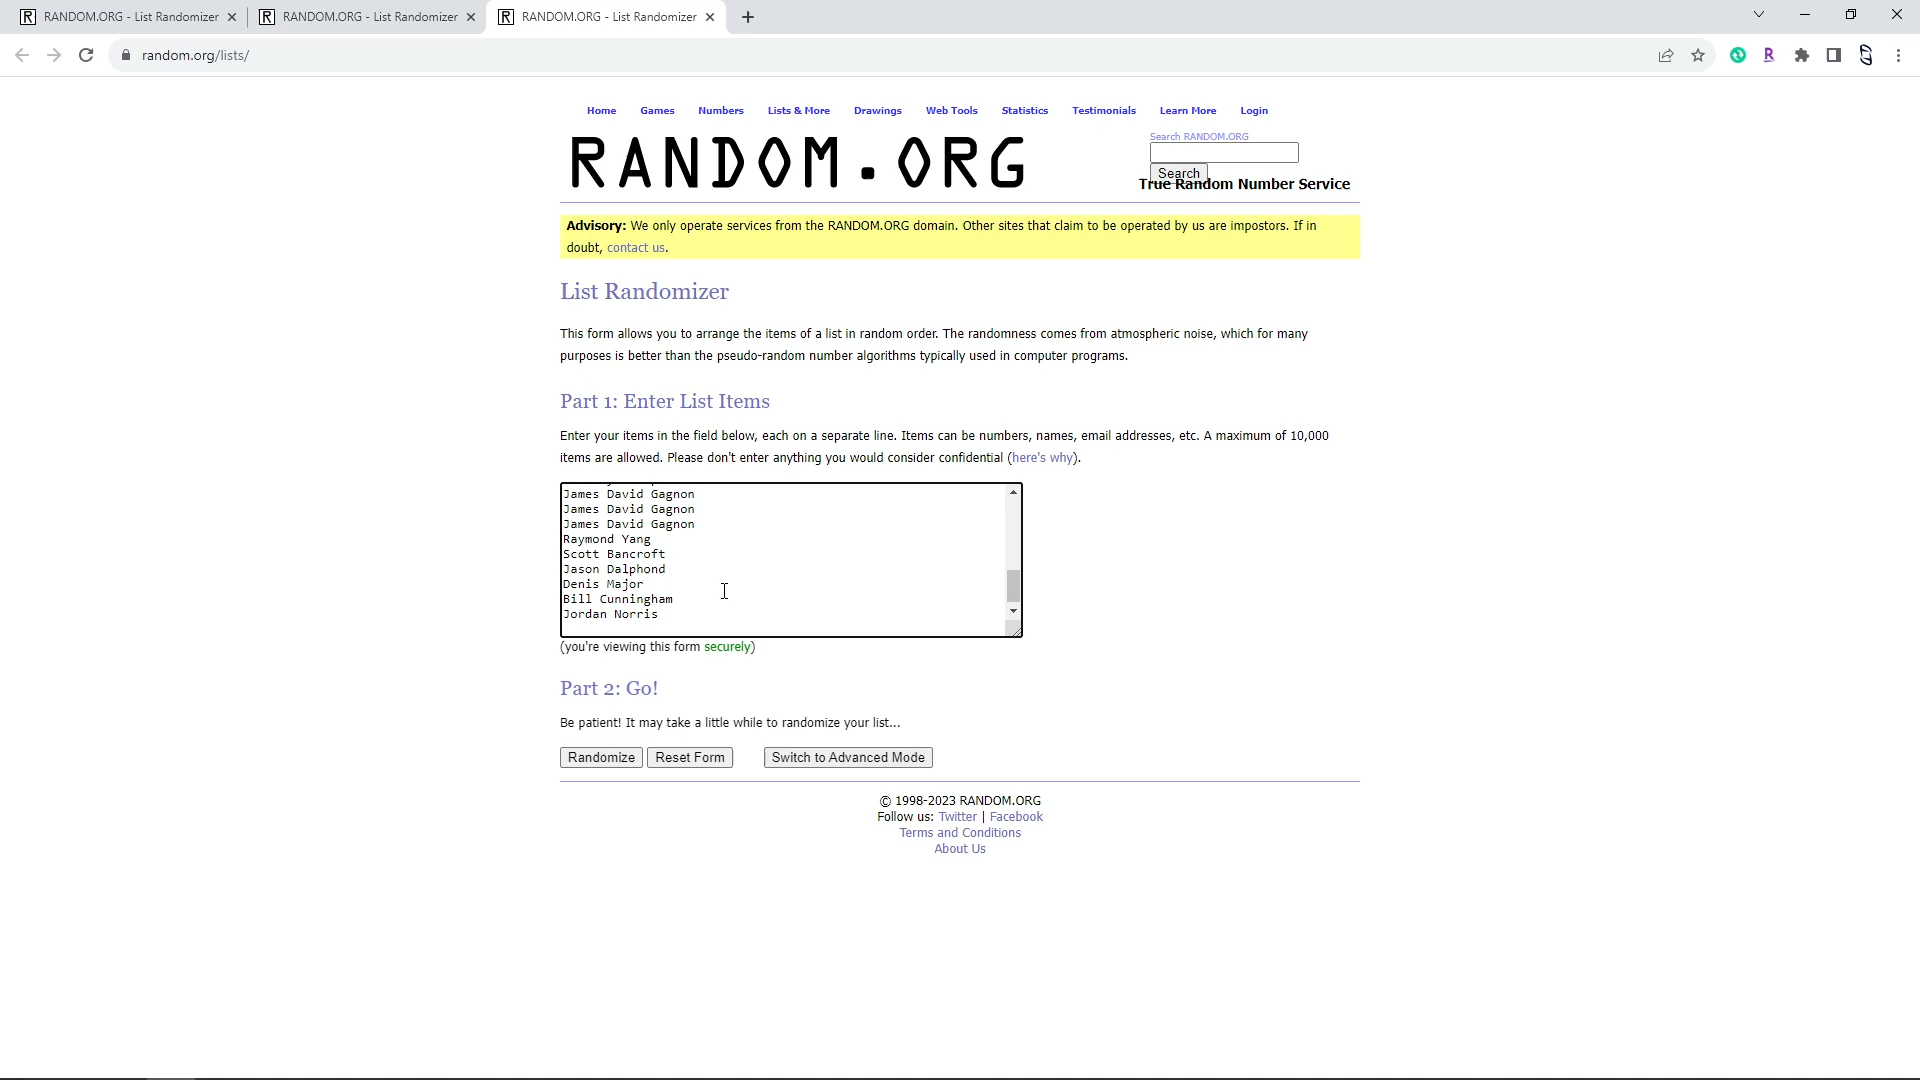 RANDOM.ORG - List Randomizer
RANDOM.ORG - List Randomizer
RANDOM.ORG - List Randomizer
random.org/lists/
Home Games Numbers Lists & More Drawings Web Tools Statistics Testimonials Learn More Login
RANDOM.ORG
Search RANDOM.ORG
Search
True Random Number Service
Advisory: We only operate services from the RANDOM.ORG domain. Other sites that claim to be operated by us are impostors. If in
doubt, contact us.
List Randomizer
This form allows you to arrange the items of a list in random order. The randomness comes from atmospheric noise, which for many
purposes is better than the pseudo-random number algorithms typically used in computer programs.
Part 1: Enter List Items
Enter your items in the field below, each on a separate line. Items can be numbers, names, email addresses, etc. A maximum of 10,000
items are allowed. Please don't enter anything you would consider confidential (here's why).
James David Gagnon
James David Gagnon
James David Gagnon
Raymond Yang
Scott Bancroft
Jason Dalphond
Denis Major
Bill Cunningham
Jordan Norris
(you're viewing this form securely)
Part 2: Go!
Be patient! It may take a little while to randomize your list...
Randomize Reset Form Switch to Advanced Mode
© 1998-2023 RANDOM.ORG
Follow us: Twitter | Facebook
Terms and Conditions
About Us